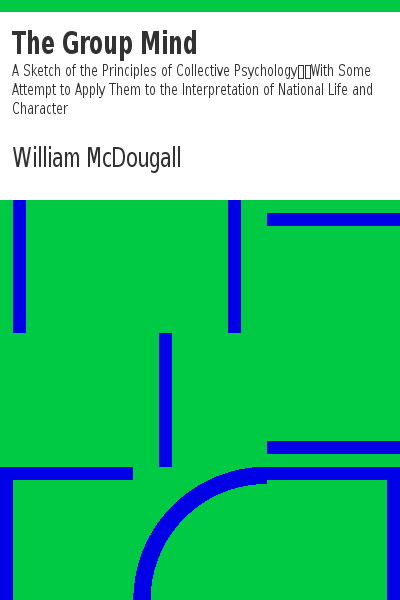 The Group Mind
A Sketch of the Principles of Collective Psychology▯▯With Some
Attempt to Apply Them to the Interpretation of National Life and
Character
William McDougall